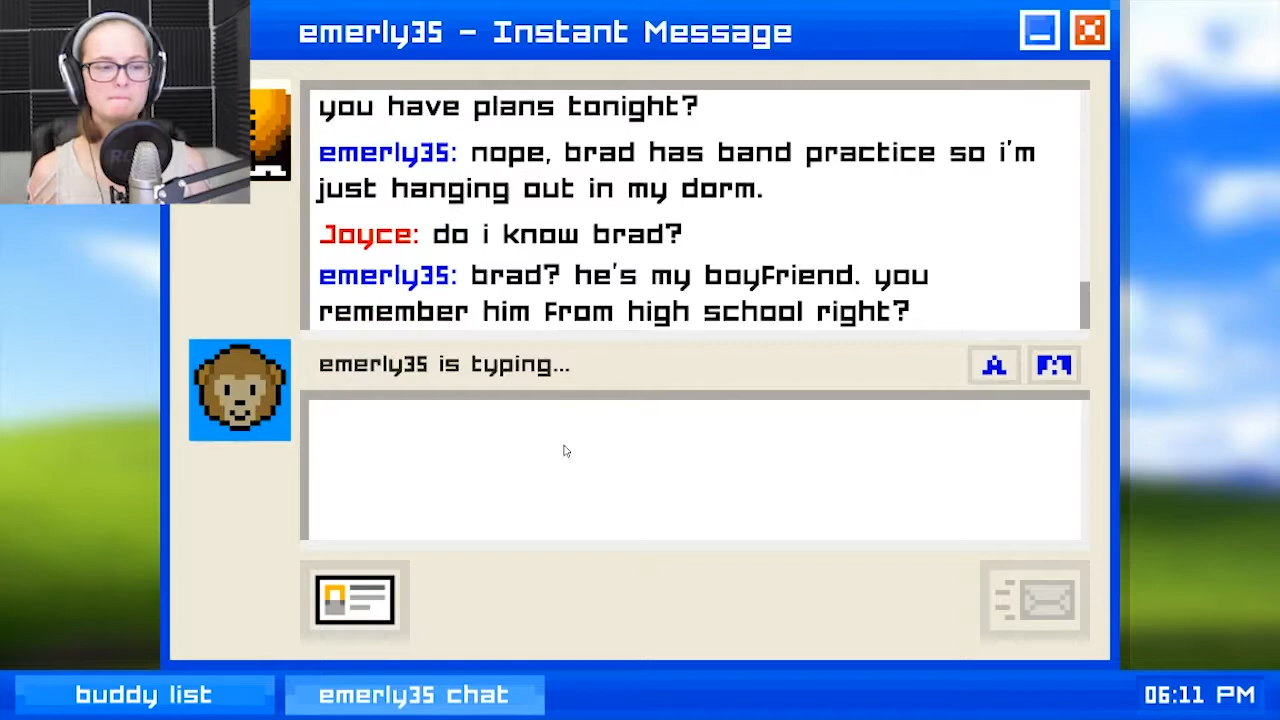 emerly35 - Instant Message
you have plans tonight?
emerly35: nope, brad has band practice so i'm
just hanging out in my dorm.
Joyce: do i know brad?
emerly35: brad? he's my boyfriend. you
remember him from high school right?
emerly35 is typing...
A
buddy list
emerly35 chat
06:11 PM